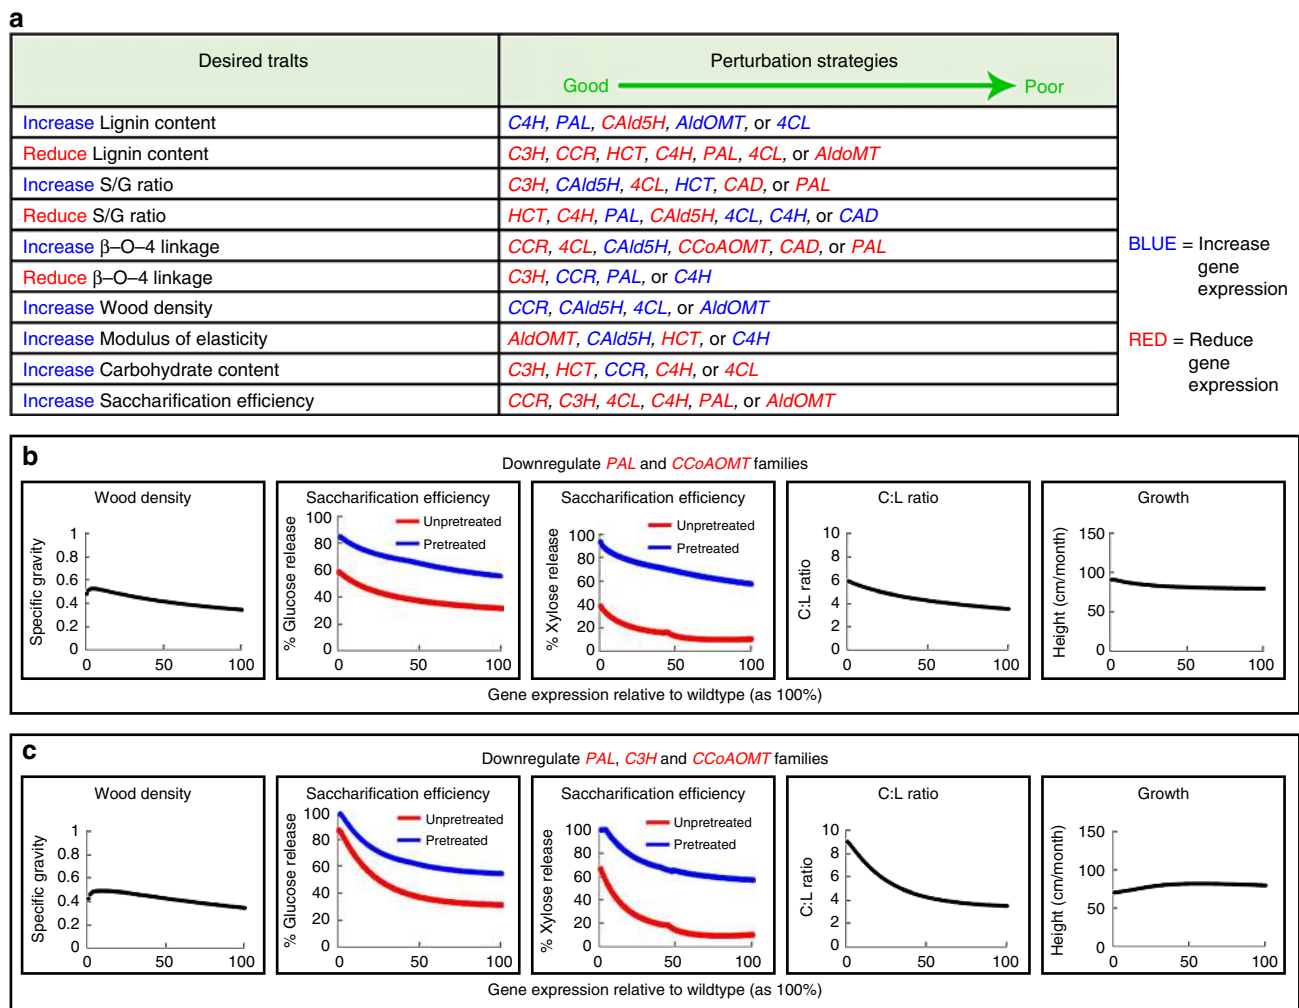 a
Desired traIts
Perturbation strategies
Good
Poor
Increase Lignin content
C4H, PAL, CAld5H, AldOMT, or 4CL
Reduce Lignin content
C3H, CCR, HCT, C4H, PAL, 4CL, or AldoMT
Increase S/G ratio
C3H, CAld5H, 4CL, HCT, CAD, or PAL
Reduce S/G ratio
HCT, C4H, PAL, CAld5H, 4CL, C4H, or CAD
Increase β–O–4 linkage
CCR, 4CL, CAld5H, CCoAOMT, CAD, or PAL
Reduce β–O–4 linkage
C3H, CCR, PAL, or C4H
Increase Wood density
CCR, CAld5H, 4CL, or AldOMT
Increase Modulus of elasticity
AldOMT, CAld5H, HCT, or C4H
Increase Carbohydrate content
C3H, HCT, CCR, C4H, or 4CL
Increase Saccharification efficiency
CCR, C3H, 4CL, C4H, PAL, or AldOMT
BLUE = Increase
gene
expression
RED = Reduce
gene
expression
b
Downregulate PAL and CCoAOMT families
Wood density
Specific gravity
1
0.8
0.6
0.4
0.2
0
0
100
Saccharification efficiency
Unpretreated
Pretreated
% Glucose release
100
80
60
40
20
0
0
50
100
Saccharification efficiency
Unpretreated
Pretreated
% Xylose release
100
80
60
40
20
0
0
50
100
C:L ratio
C:L ratio
10
8
6
4
2
0
0
50
100
Growth
Height (cm/month)
150
100
50
0
0
50
100
Gene expression relative to wildtype (as 100%)
c
Downregulate PAL, C3H and CCoAOMT families
Wood density
Specific gravity
1
0.8
0.6
0.4
0.2
0
0
100
Saccharification efficiency
Unpretreated
Pretreated
% Glucose release
100
80
60
40
20
0
0
50
100
Saccharification efficiency
Unpretreated
Pretreated
% Xylose release
100
80
60
40
20
0
0
50
100
C:L ratio
C:L ratio
10
8
6
4
2
0
0
50
100
Growth
Height (cm/month)
150
100
50
0
0
50
100
Gene expression relative to wildtype (as 100%)